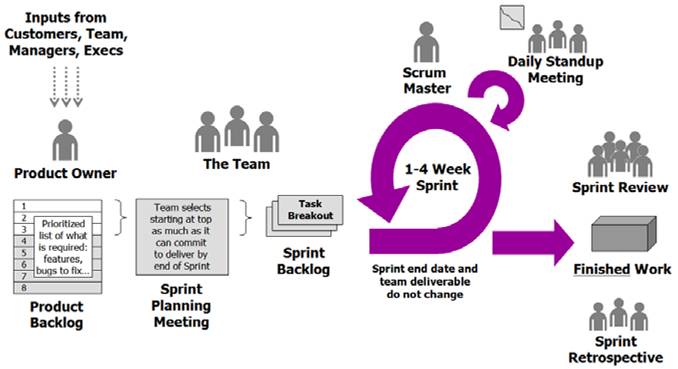 Inputs from
Customers, Team,
Managers, Execs
Product Owner
1
2
3
4
5
6
7
8
Prioritized
list of what
is required:
features,
bugs to fix...
Product
Backlog
The Team
Team selects
starting at top
as much as it
can commit
to deliver by
end of Sprint
Sprint
Planning
Meeting
Task
Breakout
Sprint
Backlog
Scrum
Master
Daily Standup
Meeting
1-4 Week
Sprint
Sprint end date and
team deliverable
do not change
Sprint Review
Finished Work
Sprint
Retrospective